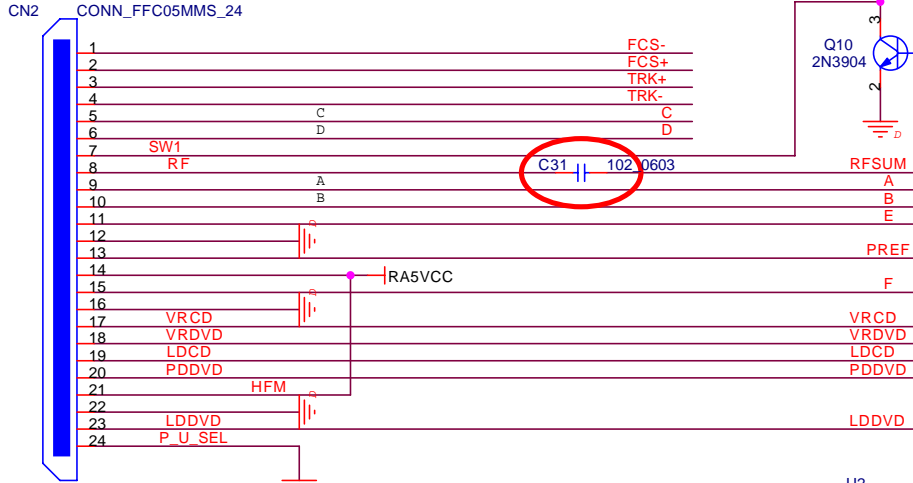 CN2 CONN_FFC05MMS_24
3
Q10
2N3904
2
D
1 FCS-
2 FCS+
3 TRK+
4 TRK-
5 C C
6 D D
7 SW1
8 RF C31 102_0603 RFSUM
9 A A
10 B B
11 E
12 D
13 PREF
14 RA5VCC
15 F
16 D
17 VRCD VRCD
18 VRDVD VRDVD
19 LDCD LDCD
20 PDDVD PDDVD
21 HFM
22 D
23 LDDVD LDDVD
24 P_U_SEL